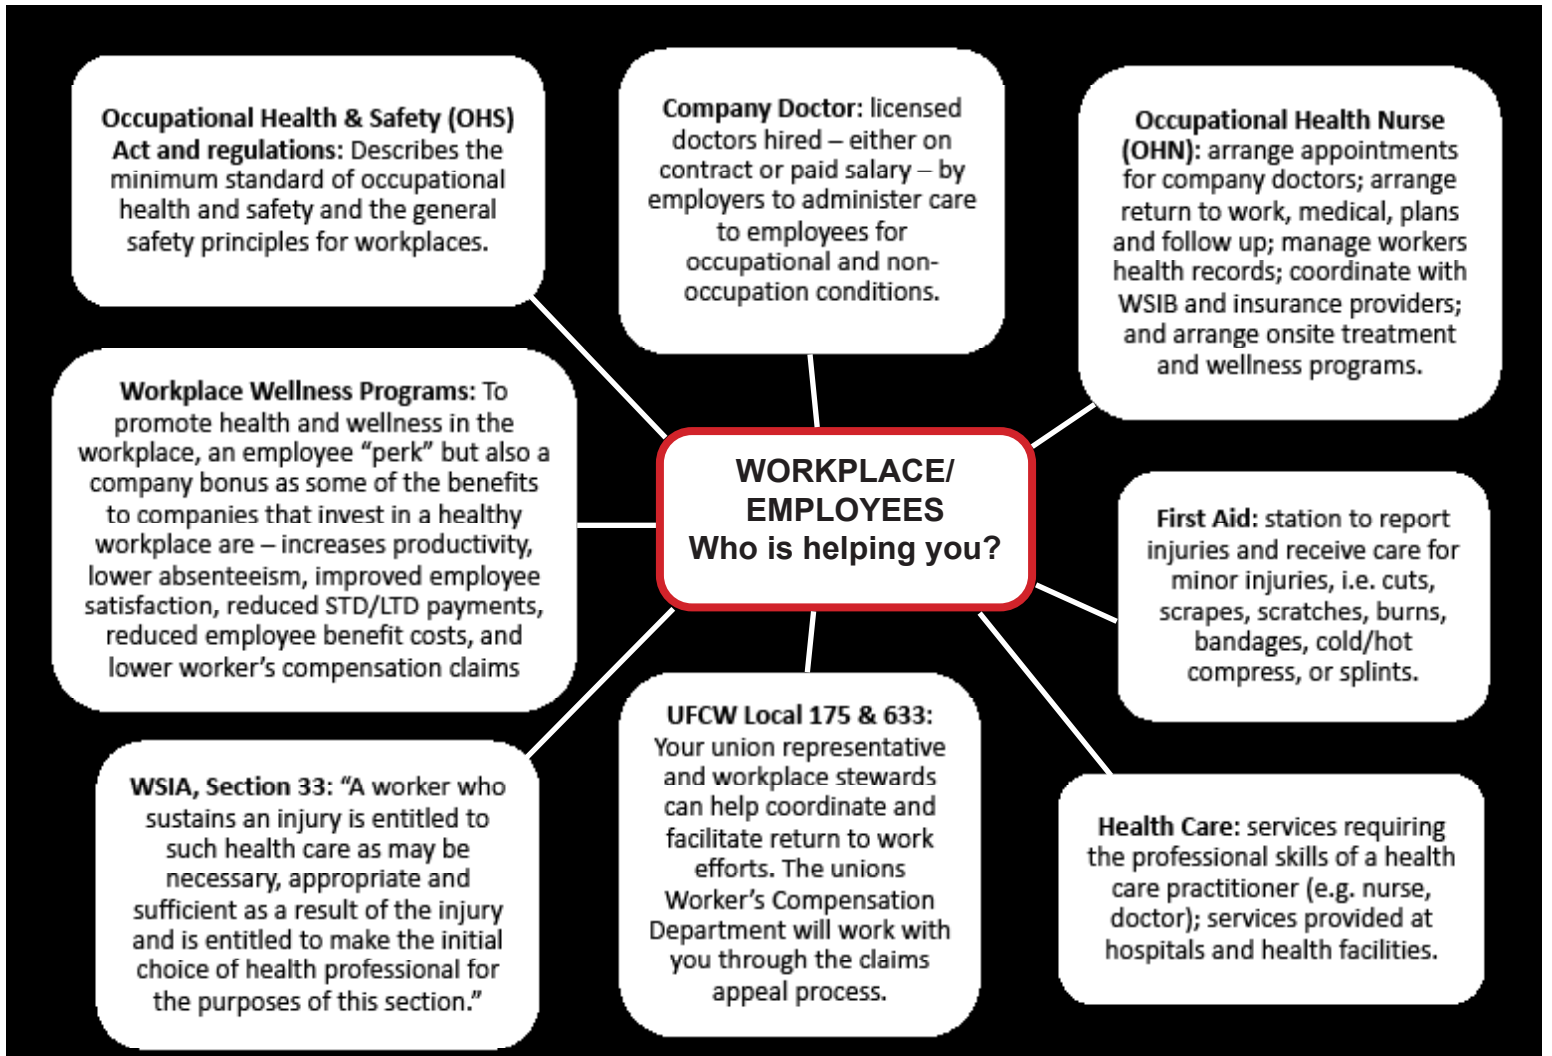 Occupational Health & Safety (OHS)
Act and regulations: Describes the
minimum standard of occupational
health and safety and the general
safety principles for workplaces.
Company Doctor: licensed
doctors hired – either on
contract or paid salary – by
employers to administer care
to employees for
occupational and non-
occupation conditions.
Occupational Health Nurse
(OHN): arrange appointments
for company doctors; arrange
return to work, medical, plans
and follow up; manage workers
health records; coordinate with
WSIB and insurance providers;
and arrange onsite treatment
and wellness programs.
Workplace Wellness Programs: To
promote health and wellness in the
workplace, an employee “perk” but also a
company bonus as some of the benefits
to companies that invest in a healthy
workplace are – increases productivity,
lower absenteeism, improved employee
satisfaction, reduced STD/LTD payments,
reduced employee benefit costs, and
lower worker’s compensation claims
WORKPLACE/
EMPLOYEES
Who is helping you?
First Aid: station to report
injuries and receive care for
minor injuries, i.e. cuts,
scrapes, scratches, burns,
bandages, cold/hot
compress, or splints.
WSIA, Section 33: “A worker who
sustains an injury is entitled to
such health care as may be
necessary, appropriate and
sufficient as a result of the injury
and is entitled to make the initial
choice of health professional for
the purposes of this section.”
UFCW Local 175 & 633:
Your union representative
and workplace stewards
can help coordinate and
facilitate return to work
efforts. The unions
Worker’s Compensation
Department will work with
you through the claims
appeal process.
Health Care: services requiring
the professional skills of a health
care practitioner (e.g. nurse,
doctor); services provided at
hospitals and health facilities.